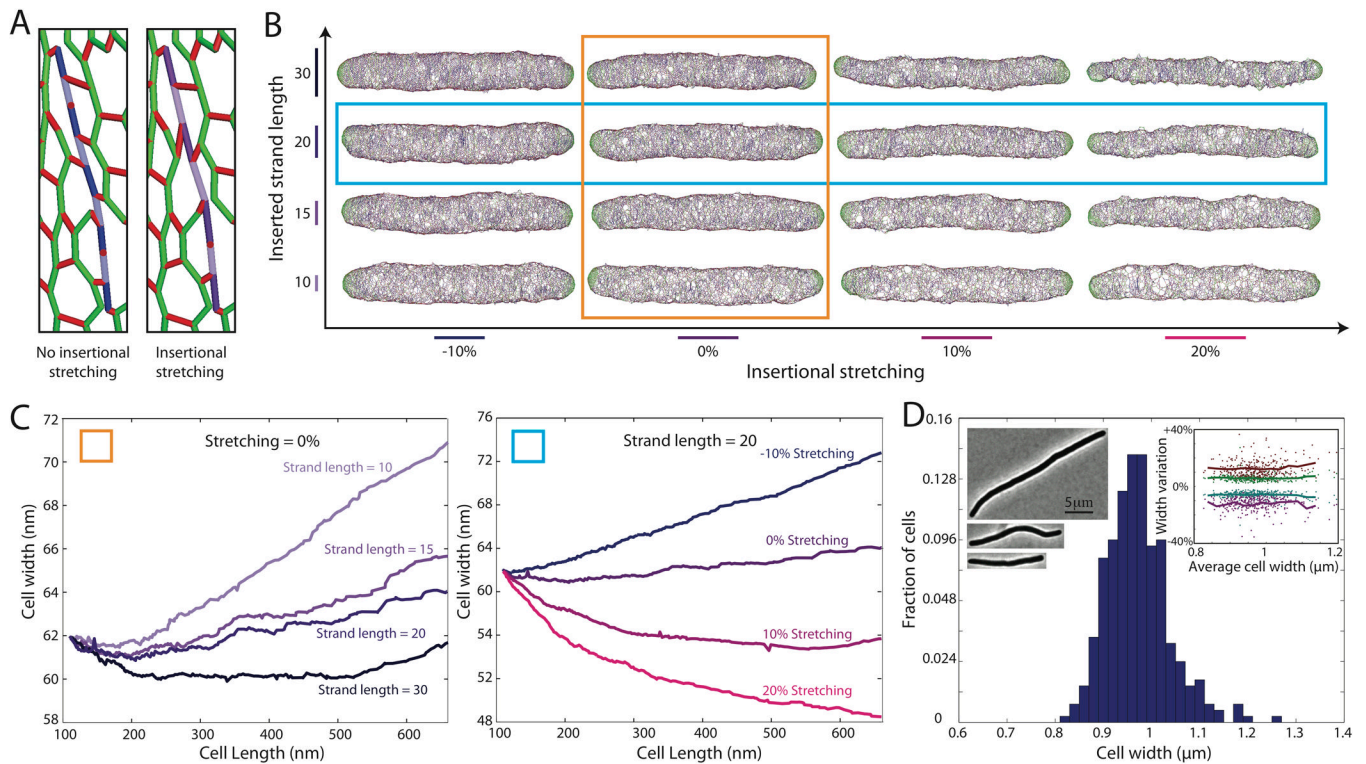 A
No insertional
stretching
Insertional
stretching
B
Inserted strand length
30
20
15
10
-10%
0%
10%
20%
Insertional stretching
C
Stretching = 0%
Strand length = 10
Strand length = 15
Strand length = 20
Strand length = 30
Cell width (nm)
72
70
68
66
64
62
60
58
100
200
300
400
500
600
Cell Length (nm)
Strand length = 20
-10% Stretching
0% Stretching
10% Stretching
20% Stretching
76
72
68
64
60
54
52
48
100
200
300
400
500
600
Cell Length (nm)
D
Fraction of cells
0.16
0.128
0.096
0.048
0.024
0
0.6
0.7
0.8
0.9
1
1.1
1.2
1.3
1.4
Cell width (μm)
5μm
Width variation
+40%
0%
-40%
0.8
1
1.2
Average cell width (μm)